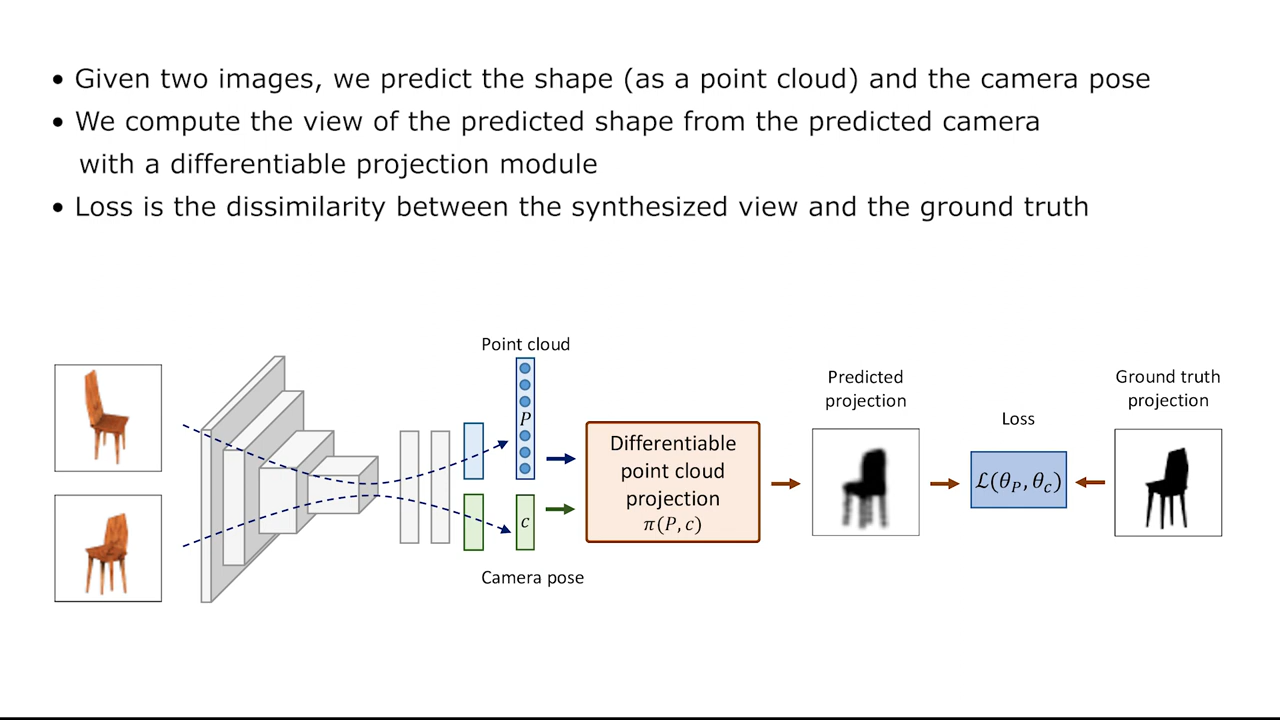 • Given two images, we predict the shape (as a point cloud) and the camera pose
• We compute the view of the predicted shape from the predicted camera
with a differentiable projection module
• Loss is the dissimilarity between the synthesized view and the ground truth
Point cloud
P
c
Camera pose
Differentiable
point cloud
projection
π(P, c)
Predicted
projection
Loss
ℒ(θ_P, θ_c)
Ground truth
projection